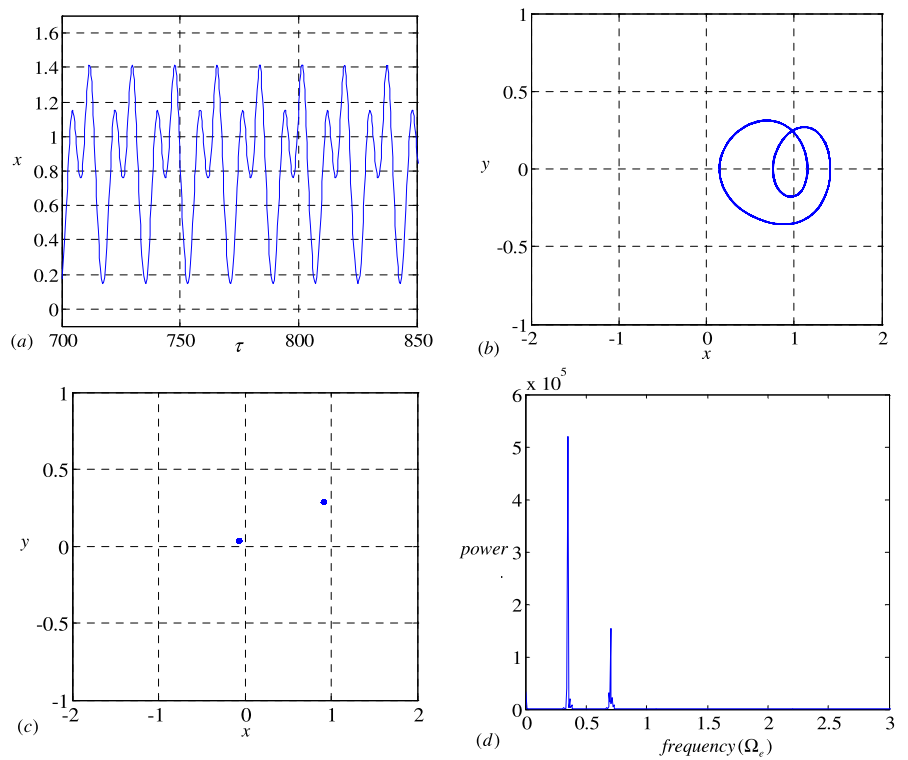 1.6
1.4
1.2
1
x
0.8
0.6
0.4
0.2
0
700 750 800 850
τ
(a)
1
0.5
y
0
-0.5
-1
-2 -1 0 1 2
x
(b)
1
0.5
y
0
-0.5
-1
-2 -1 0 1 2
x
(c)
x 10^5
6
5
4
power 3
2
1
0
0 0.5 1 1.5 2 2.5 3
frequency(Ω_e)
(d)